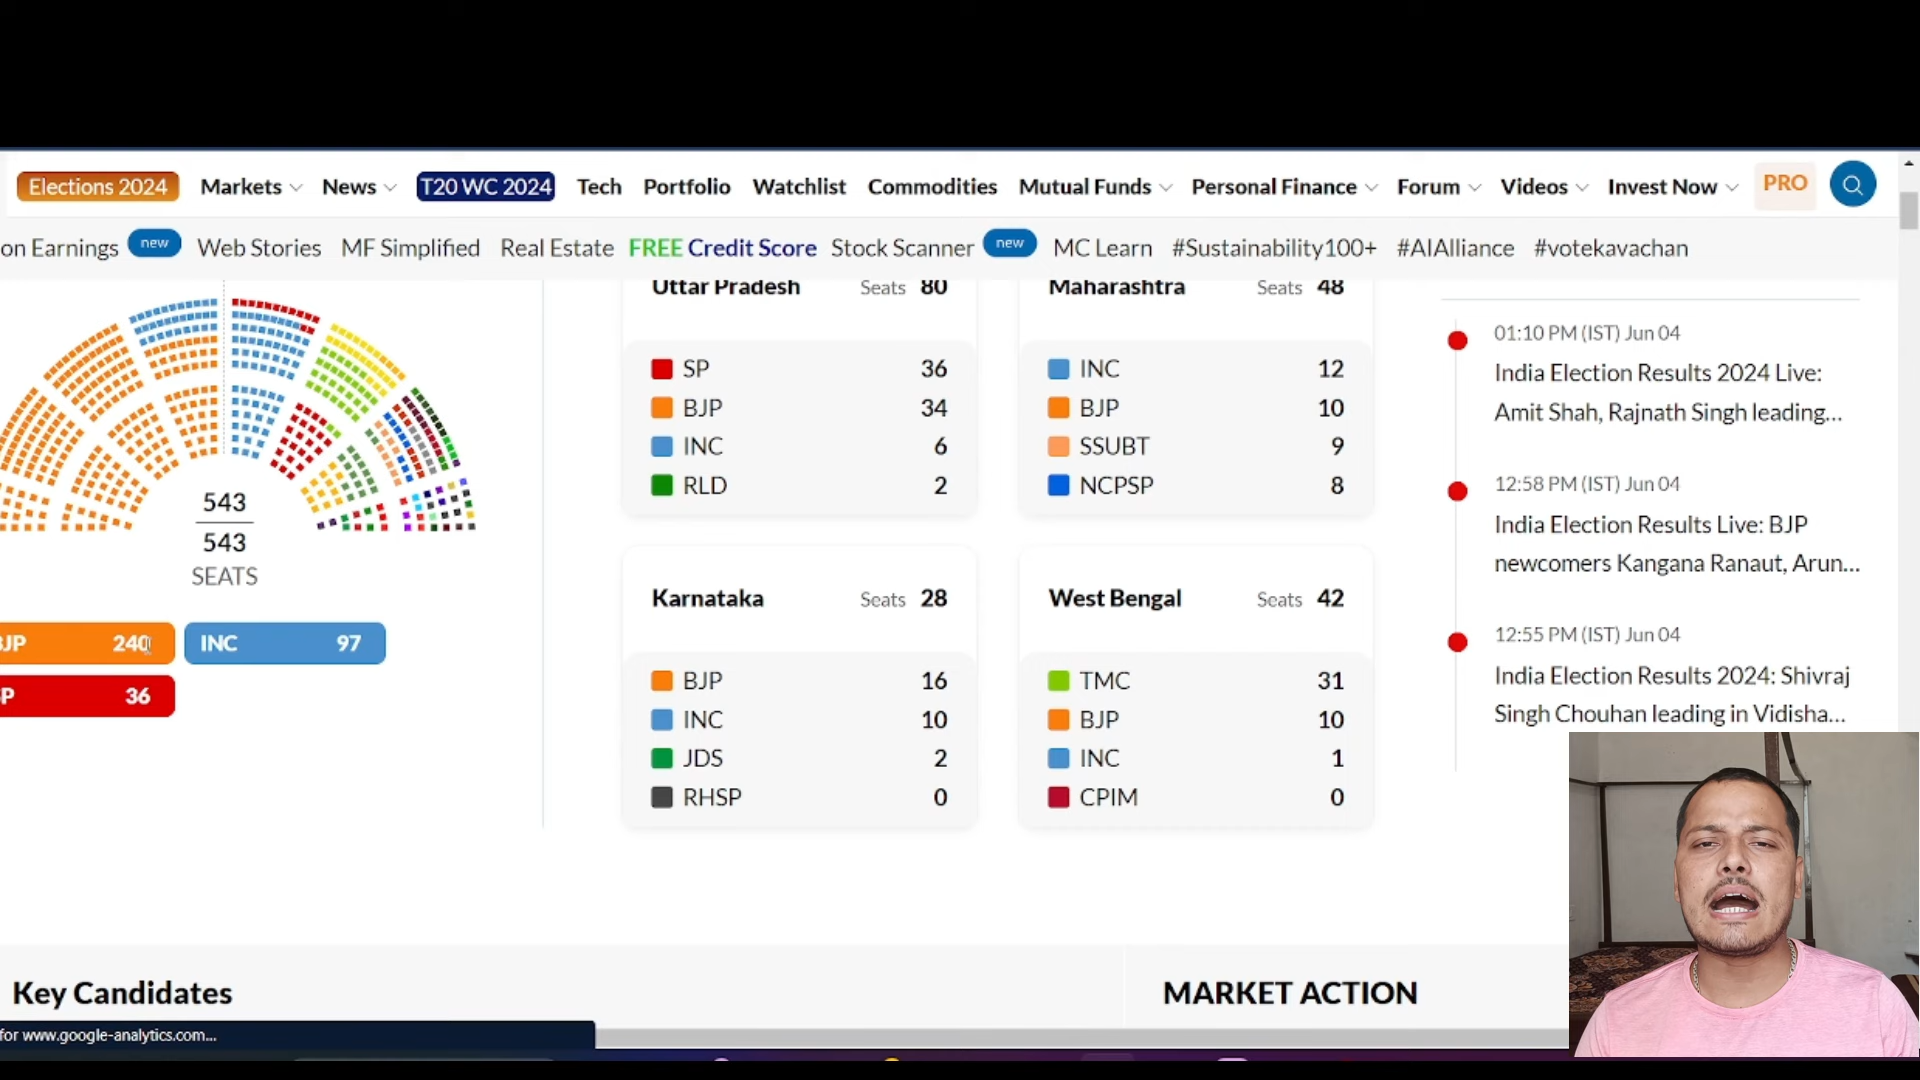 Elections 2024 Markets News T20 WC 2024 Tech Portfolio Watchlist Commodities Mutual Funds Personal Finance Forum Videos Invest Now PRO
on Earnings new Web Stories MF Simplified Real Estate FREE Credit Score Stock Scanner new MC Learn #Sustainability100+ #AIAlliance #votekavachan
543
543
SEATS
BJP 240 INC 97
SP 36
Uttar Pradesh Seats 80
SP 36
BJP 34
INC 6
RLD 2
Maharashtra Seats 48
INC 12
BJP 10
SSUBT 9
NCPSP 8
Karnataka Seats 28
BJP 16
INC 10
JDS 2
RHSP 0
West Bengal Seats 42
TMC 31
BJP 10
INC 1
CPIM 0
01:10 PM (IST) Jun 04
India Election Results 2024 Live:
Amit Shah, Rajnath Singh leading...
12:58 PM (IST) Jun 04
India Election Results Live: BJP
newcomers Kangana Ranaut, Arun...
12:55 PM (IST) Jun 04
India Election Results 2024: Shivraj
Singh Chouhan leading in Vidisha...
Key Candidates
MARKET ACTION
for www.google-analytics.com...